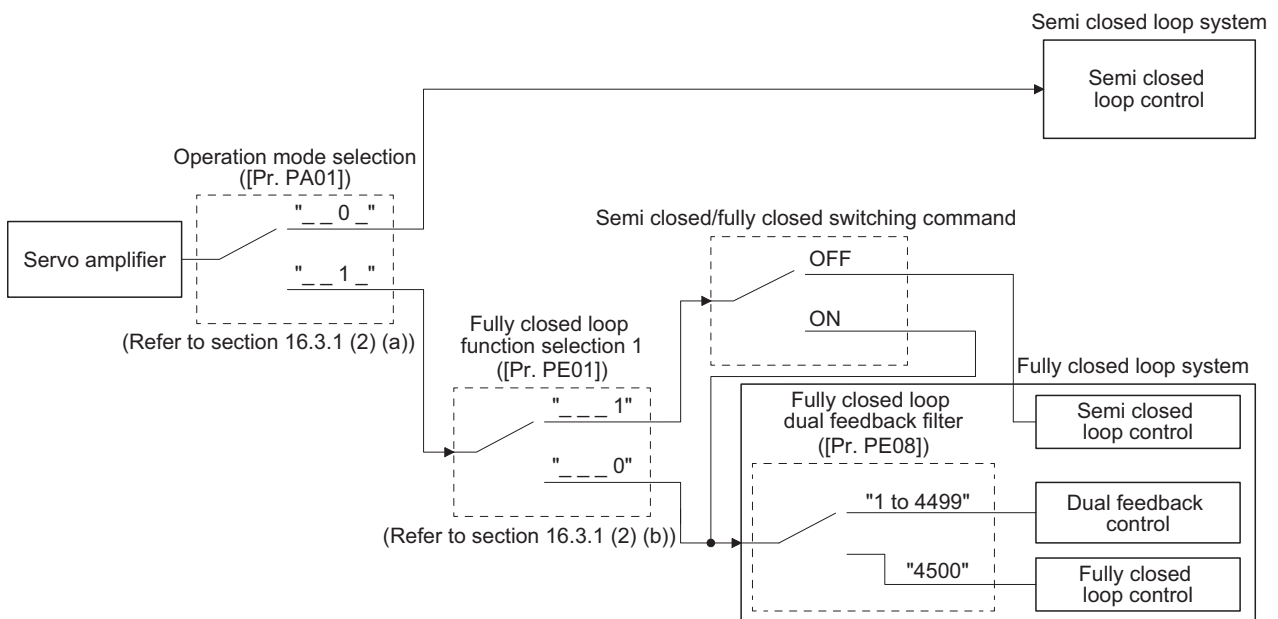 Semi closed loop system
Semi closed
loop control
Operation mode selection
([Pr. PA01])
"_ _ 0 _"
Servo amplifier
"_ _ 1 _"
(Refer to section 16.3.1 (2) (a))
Semi closed/fully closed switching command
OFF
ON
Fully closed loop
function selection 1
([Pr. PE01])
"_ _ _ 1"
"_ _ _ 0"
(Refer to section 16.3.1 (2) (b))
Fully closed loop system
Fully closed loop
dual feedback filter
([Pr. PE08])
"1 to 4499"
"4500"
Semi closed
loop control
Dual feedback
control
Fully closed
loop control